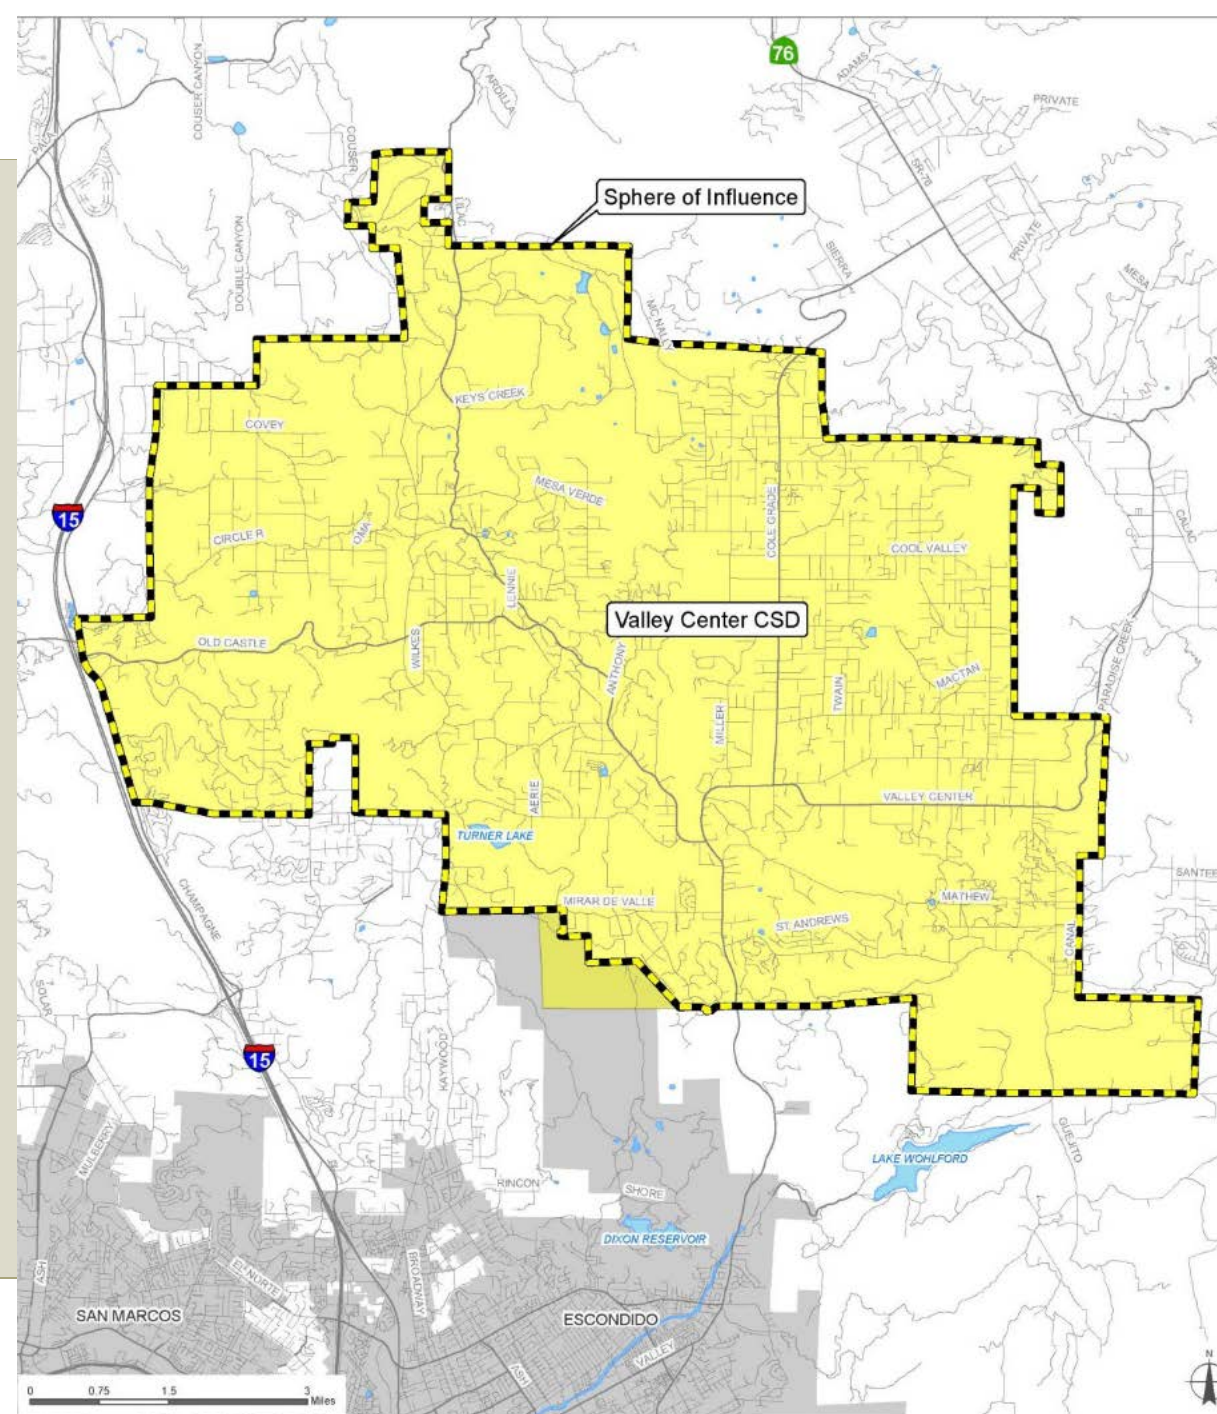 76
ADAMS
PRIVATE
ARDILLA
COUSER CANYON
PALA
COUSER
SR-76
Sphere of Influence
LILAC
PRIVATE
SIERRA
DOUBLE CANYON
MESA
MC NALLY
KEYS CREEK
COVEY
MESA VERDE
15
COLE GRADE
CALAC
CIRCLE R
OMA
COOL VALLEY
LENNIE
Valley Center CSD
OLD CASTLE
WILKES
ANTHONY
PARADISE CREEK
MACTAN
TWAIN
MILLER
AERIE
VALLEY CENTER
TURNER LAKE
SANTEE
CHAMPAGNE
MIRAR DE VALLE
MATHEW
ST. ANDREWS
CANAL
SOLAR
KAYWOOD
15
MULBERRY
GUEJITO
LAKE WOHLFORD
RINCON
SHORE
DIXON RESERVOIR
ASH
EL NORTE
BROADWAY
SAN MARCOS
ESCONDIDO
VALLEY
ASH
N
0 0.75 1.5 3
Miles